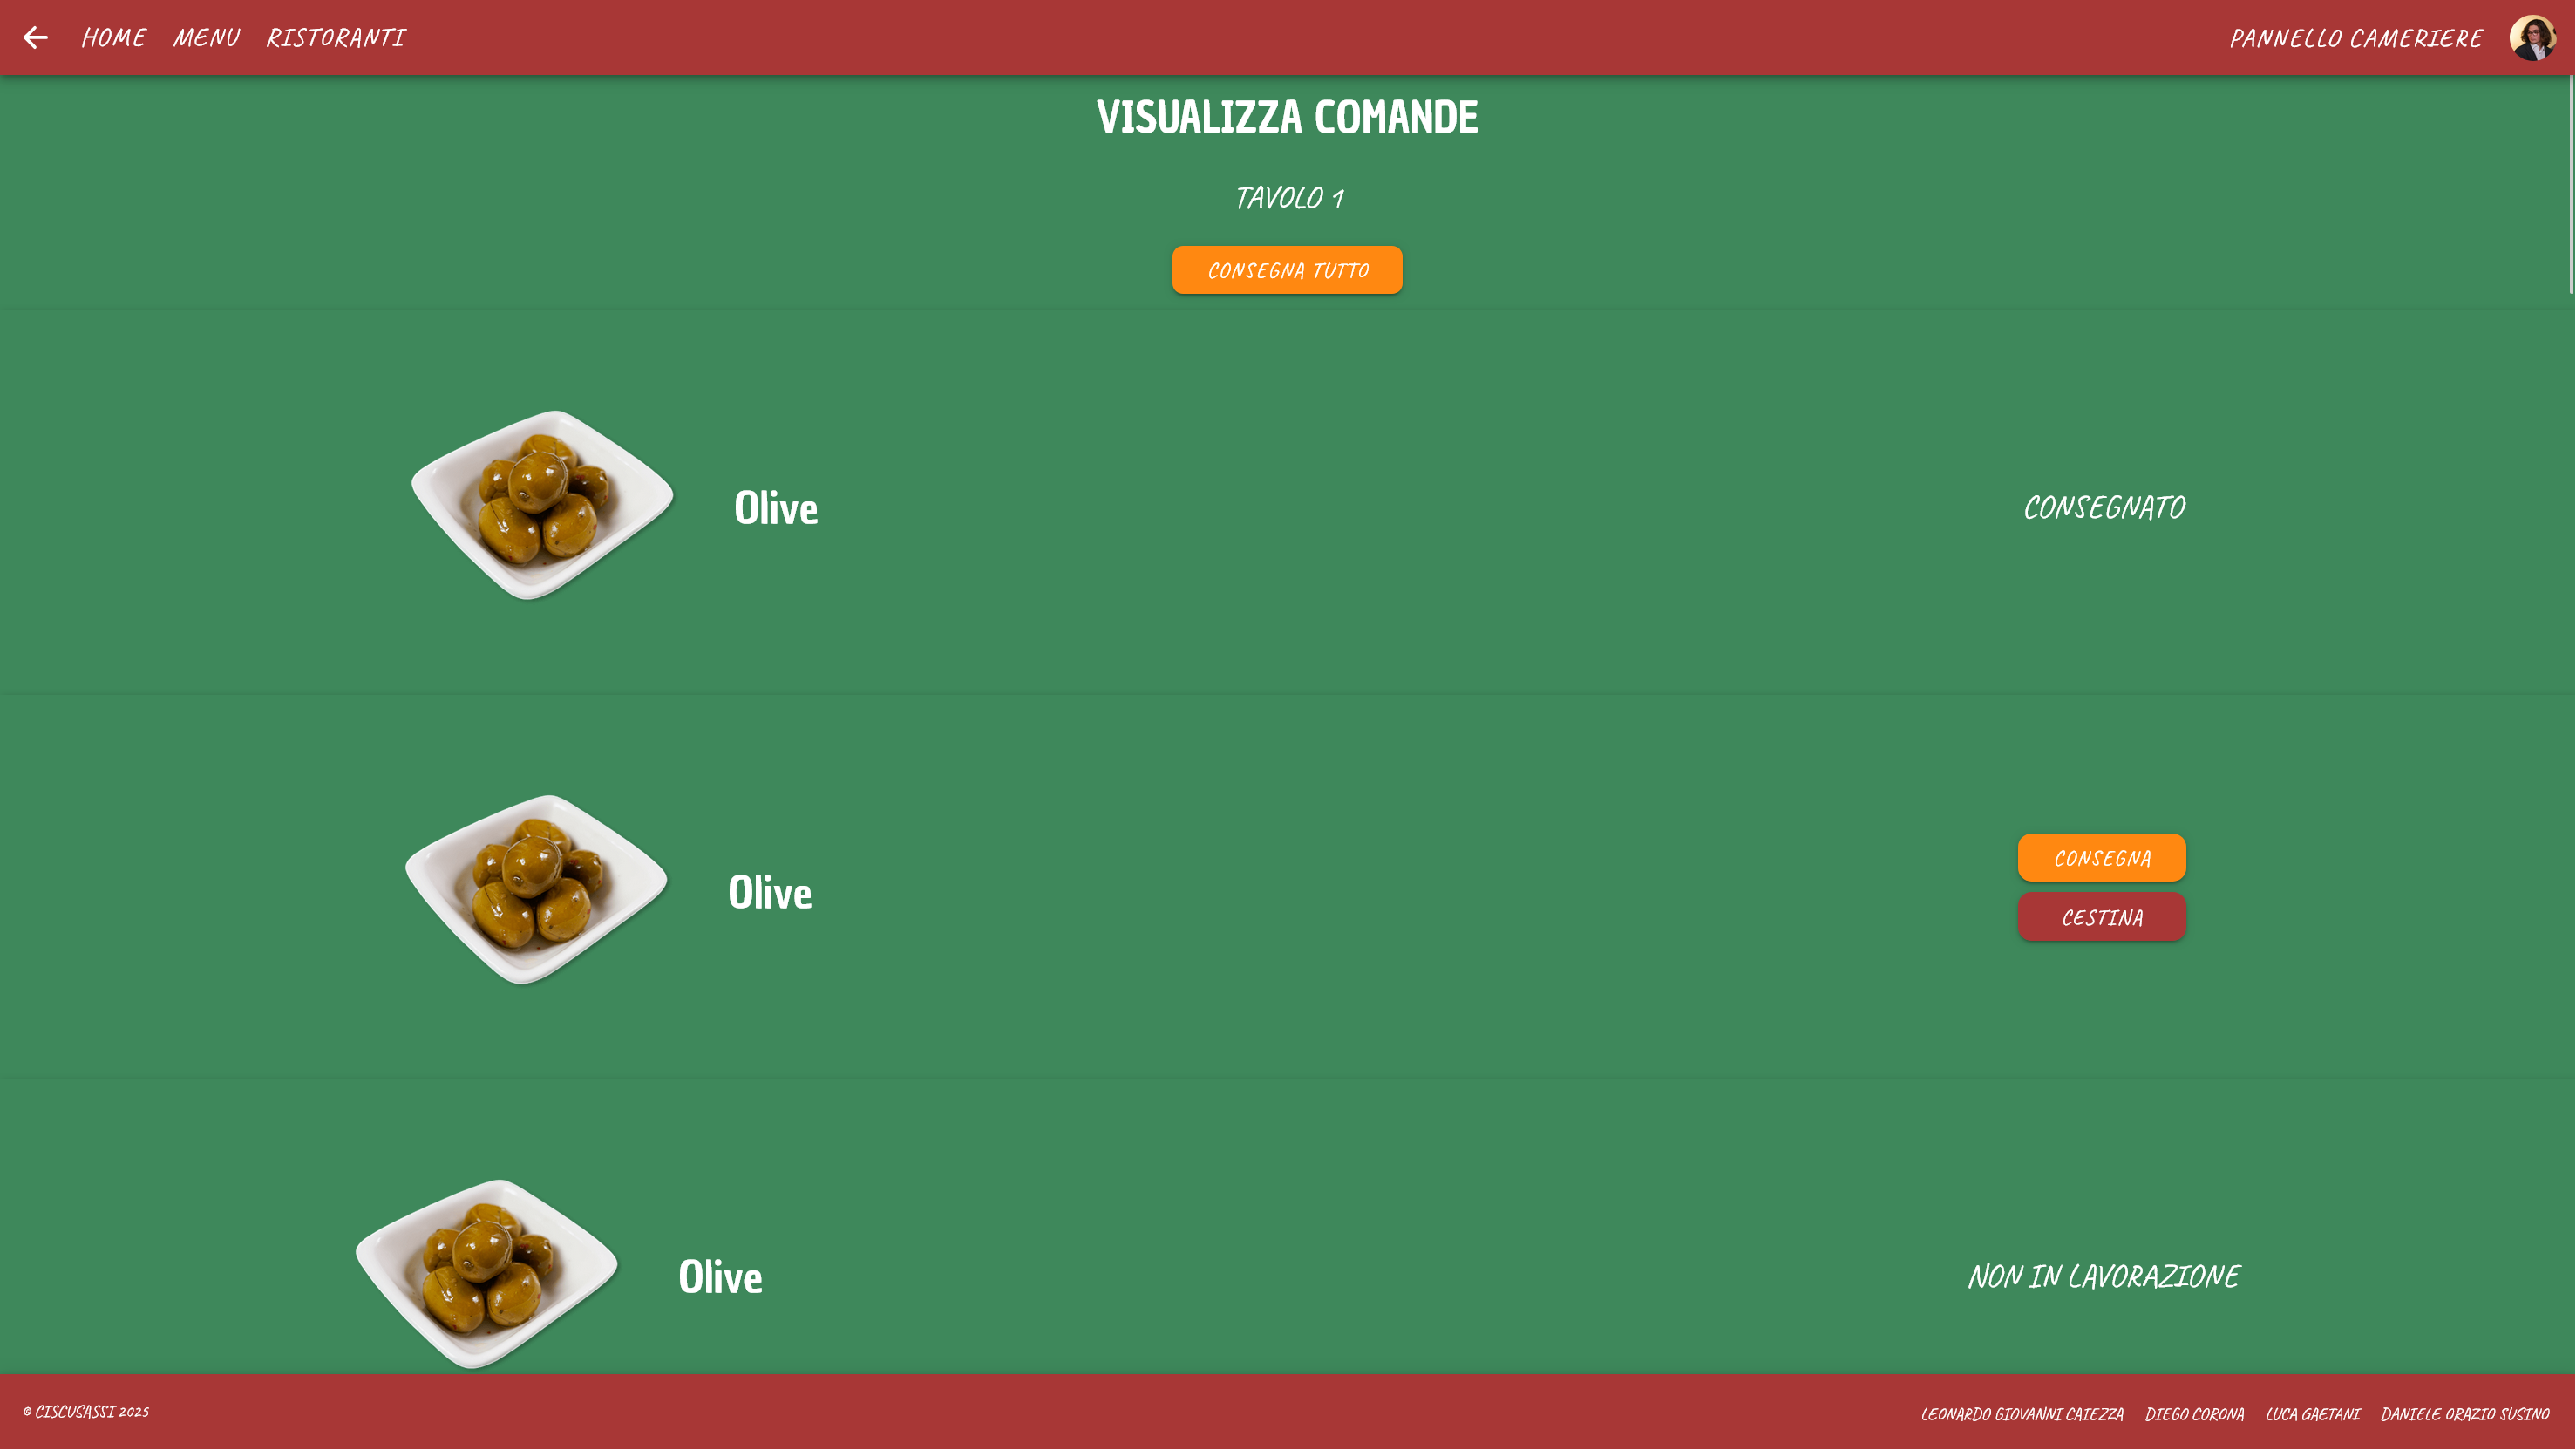 HOME MENU RISTORANTI PANNELLO CAMERIERE
VISUALIZZA COMANDE
TAVOLO 1
CONSEGNA TUTTO
Olive CONSEGNATO
CONSEGNA
Olive
CESTINA
Olive NON IN LAVORAZIONE
© CISCUSASSI 2025 LEONARDO GIOVANNI CAIEZZA DIEGO CORONA LUCA GAETANI DANIELE ORAZIO SUSINO